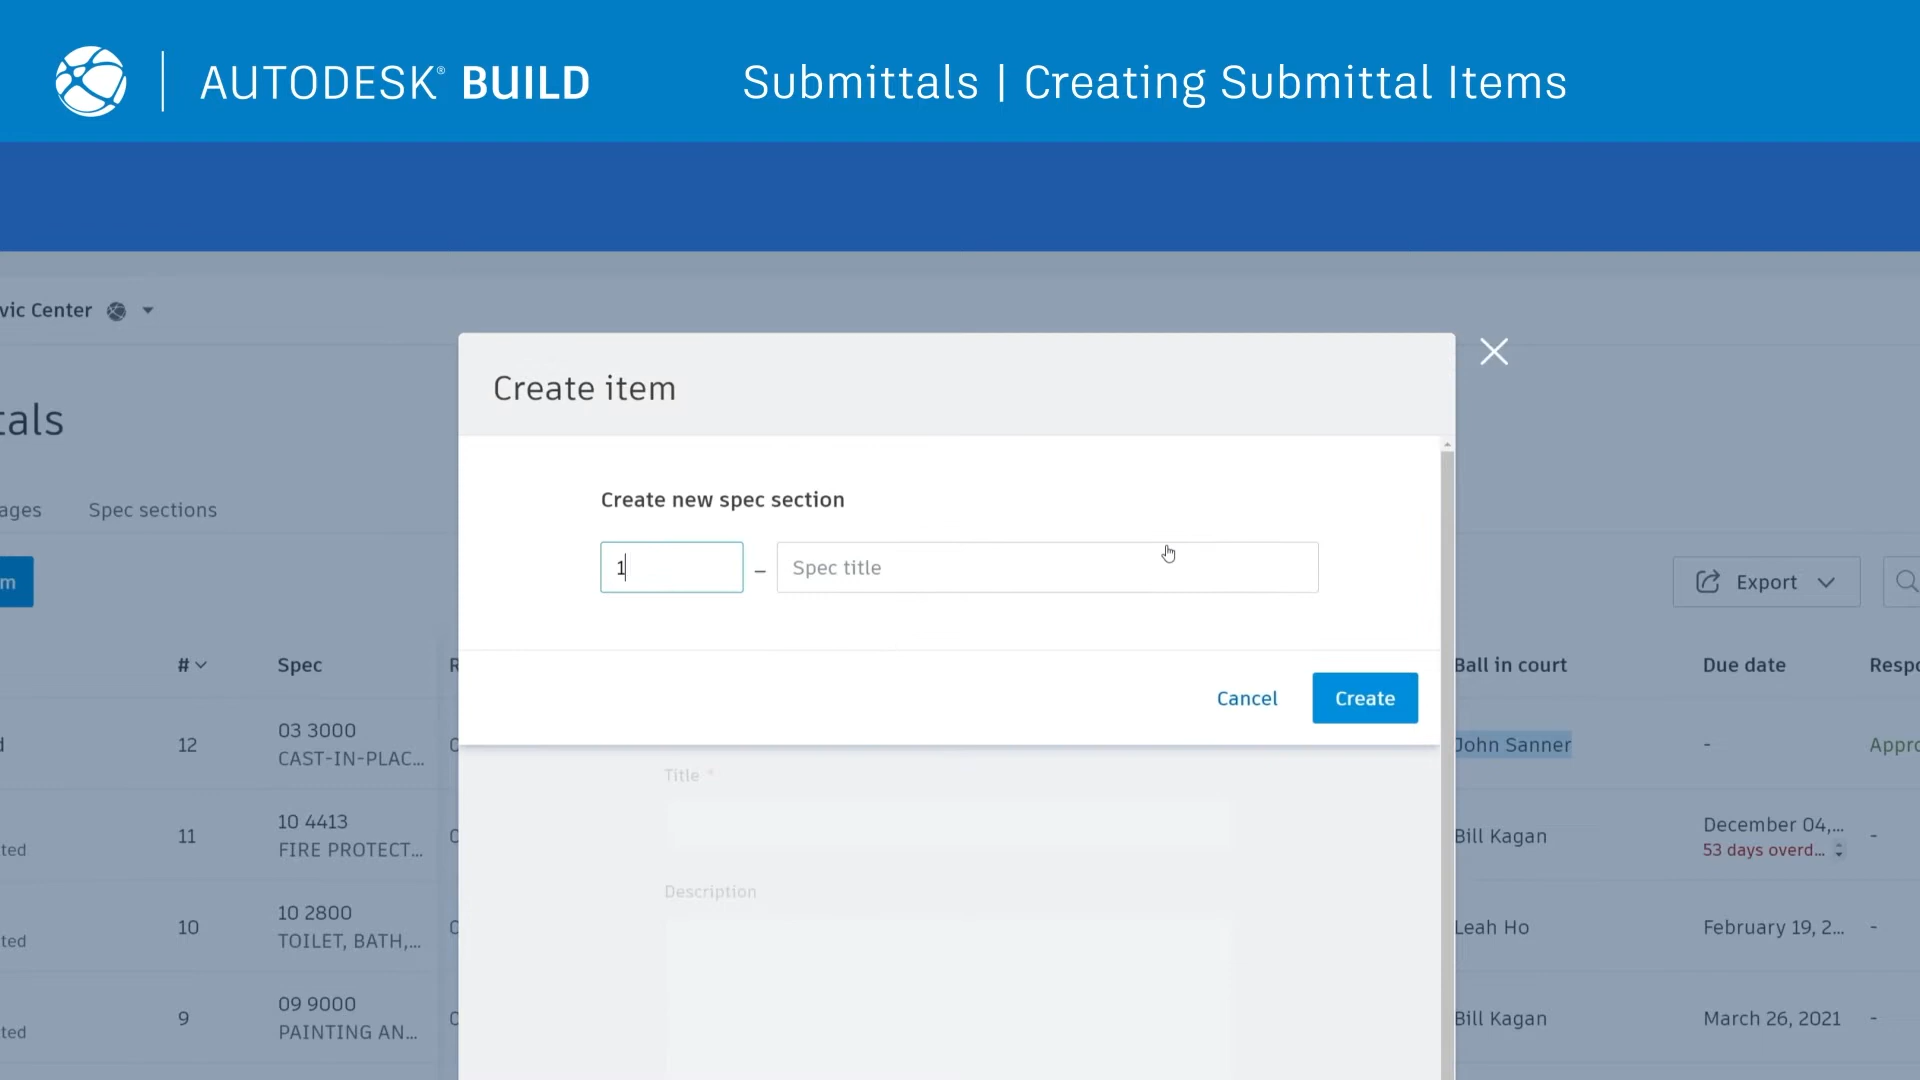 AUTODESK® BUILD
Submittals | Creating Submittal Items
vic Center
tals
ages
Spec sections
m
Export
Create item
Create new spec section
1
–
Spec title
Cancel
Create
Title *
Description
#
Spec
R
Ball in court
Due date
Respo
d
12
03 3000
CAST-IN-PLAC...
John Sanner
-
Appro
ted
11
10 4413
FIRE PROTECT...
Bill Kagan
December 04,...
53 days overd...
-
ted
10
10 2800
TOILET, BATH,...
Leah Ho
February 19, 2...
-
ted
9
09 9000
PAINTING AN...
Bill Kagan
March 26, 2021
-